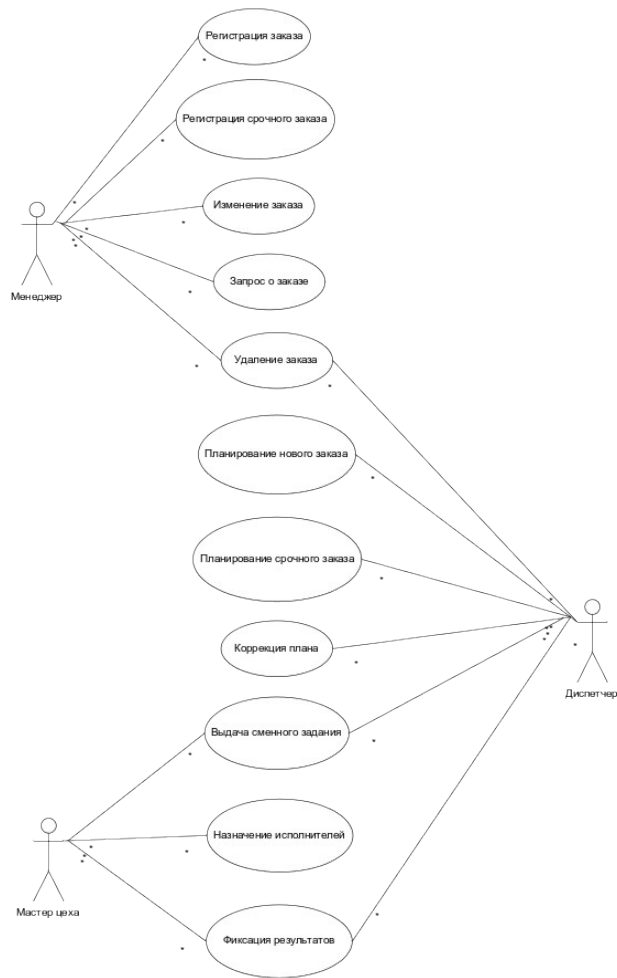 Регистрация заказа
Регистрация срочного заказа
Изменение заказа
Менеджер
Запрос о заказе
Удаление заказа
Планирование нового заказа
Планирование срочного заказа
Коррекция плана
Диспетчер
Выдача сменного задания
Назначение исполнителей
Мастер цеха
Фиксация результатов